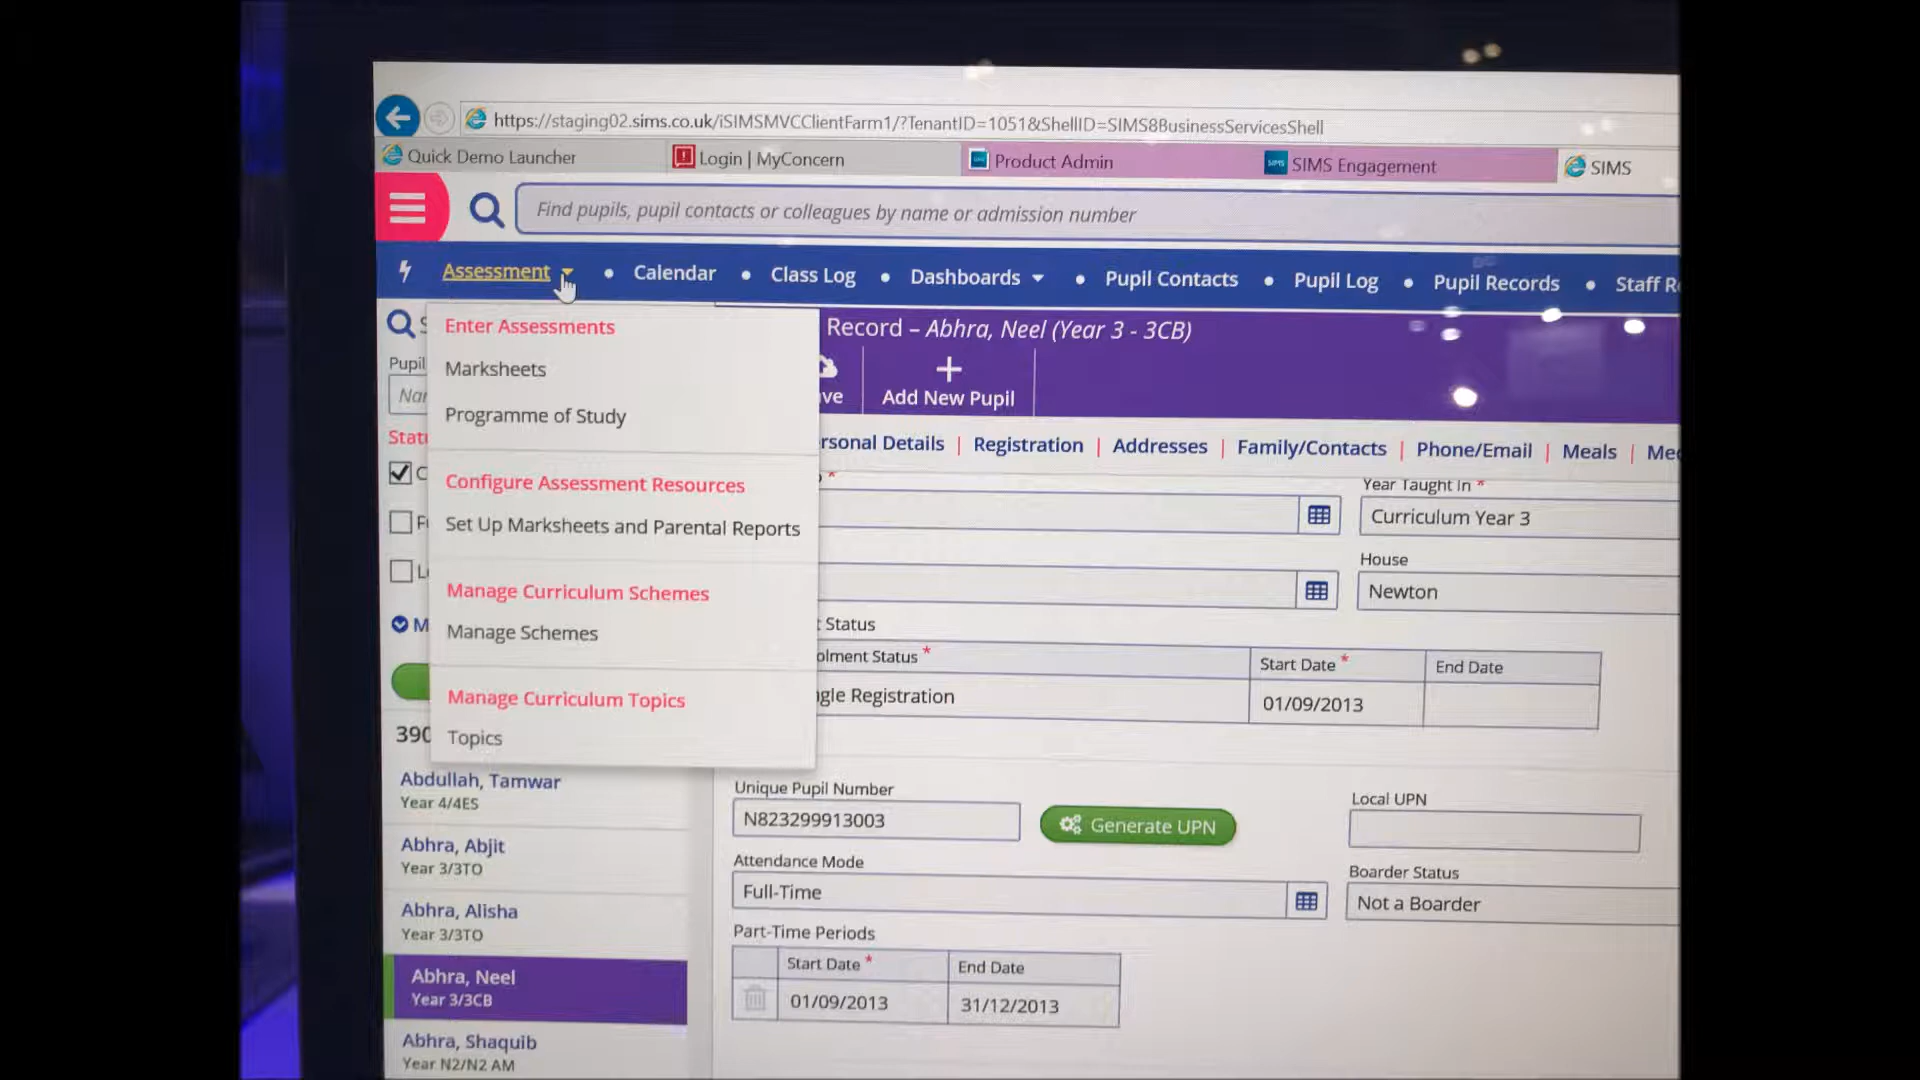 https://staging02.sims.co.uk/iSIMSMVCClientFarm1/?TenantID=1051&ShellID=SIMS8BusinessServicesShell
Quick Demo Launcher
Login | MyConcern
Product Admin
SIMS Engagement
SIMS
Find pupils, pupil contacts or colleagues by name or admission number
Assessment • Calendar • Class Log • Dashboards • Pupil Contacts • Pupil Log • Pupil Records • Staff
Enter Assessments
Marksheets
Programme of Study
Configure Assessment Resources
Set Up Marksheets and Parental Reports
Manage Curriculum Schemes
Manage Schemes
Manage Curriculum Topics
Topics
Record – Abhra, Neel (Year 3 - 3CB)
Add New Pupil
Details | Registration | Addresses | Family/Contacts | Phone/Email | Meals |
Pupil
390
Abdullah, Tamwar
Year 4/4ES
Abhra, Abjit
Year 3/3TO
Abhra, Alisha
Year 3/3TO
Abhra, Neel
Year 3/3CB
Abhra, Shaquib
Year N2/N2 AM
Year Taught In *
Curriculum Year 3
House
Newton
Status
Status *
Start Date *
End Date
Registration
01/09/2013
Unique Pupil Number
N823299913003
Generate UPN
Local UPN
Attendance Mode
Full-Time
Boarder Status
Not a Boarder
Part-Time Periods
Start Date *
End Date
01/09/2013
31/12/2013